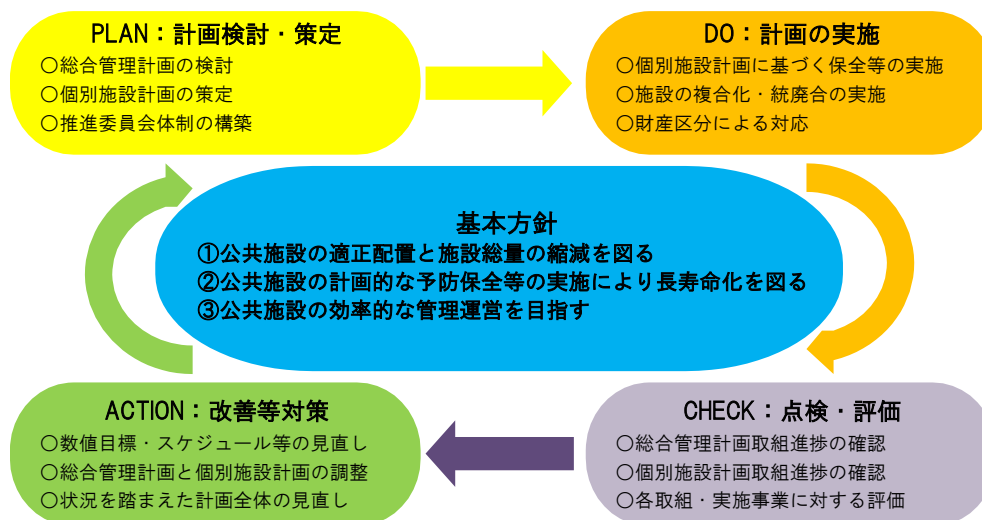 PLAN：計画検討・策定
○総合管理計画の検討
○個別施設計画の策定
○推進委員会体制の構築
DO：計画の実施
○個別施設計画に基づく保全等の実施
○施設の複合化・統廃合の実施
○財産区分による対応
基本方針
①公共施設の適正配置と施設総量の縮減を図る
②公共施設の計画的な予防保全等の実施により長寿命化を図る
③公共施設の効率的な管理運営を目指す
ACTION：改善等対策
○数値目標・スケジュール等の見直し
○総合管理計画と個別施設計画の調整
○状況を踏まえた計画全体の見直し
CHECK：点検・評価
○総合管理計画取組進捗の確認
○個別施設計画取組進捗の確認
○各取組・実施事業に対する評価